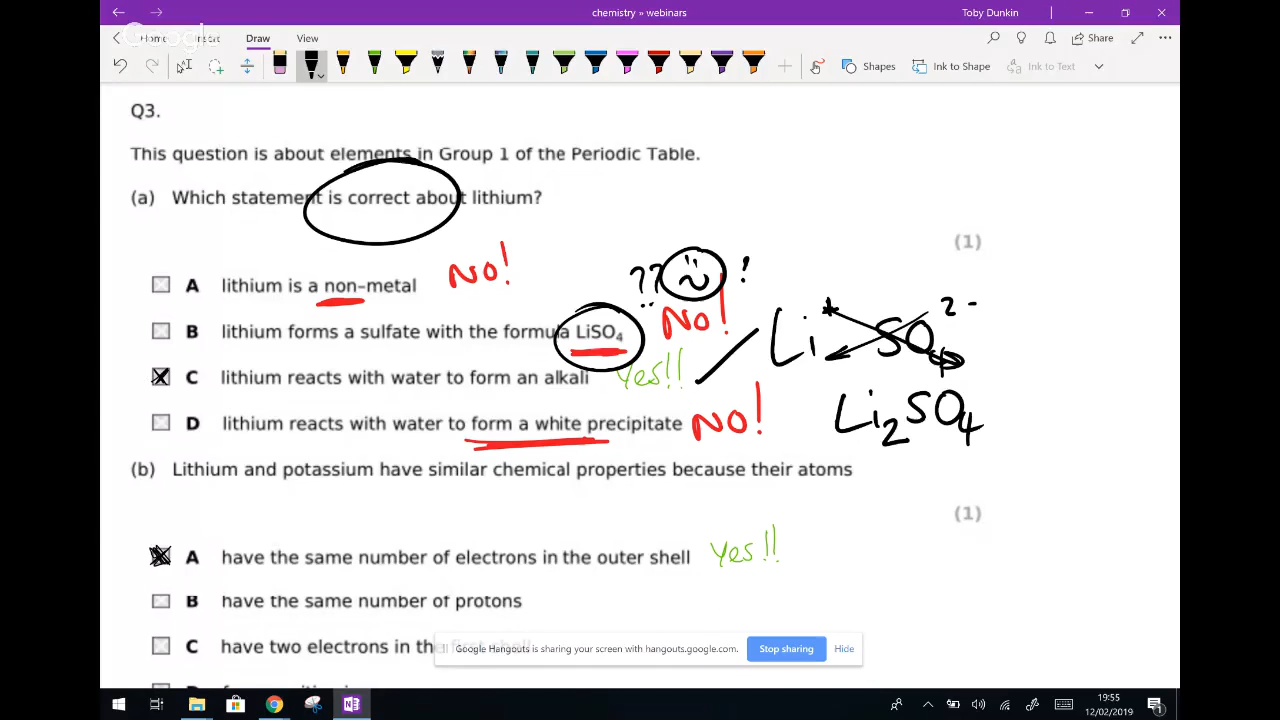 chemistry » webinars
Toby Dunkin
Google
Home Insert Draw View
Share
Shapes Ink to Shape Ink to Text
Q3.
This question is about elements in Group 1 of the Periodic Table.
(a) Which statement is correct about lithium?
(1)
A lithium is a non-metal No!
?? !
B lithium forms a sulfate with the formula LiSO4 No!
Li+ SO4 2-
C lithium reacts with water to form an alkali Yes!!
D lithium reacts with water to form a white precipitate No!
Li2SO4
(b) Lithium and potassium have similar chemical properties because their atoms
(1)
A have the same number of electrons in the outer shell Yes!!
B have the same number of protons
C have two electrons in the first shell
Google Hangouts is sharing your screen with hangouts.google.com. Stop sharing Hide
D
19:55
12/02/2019